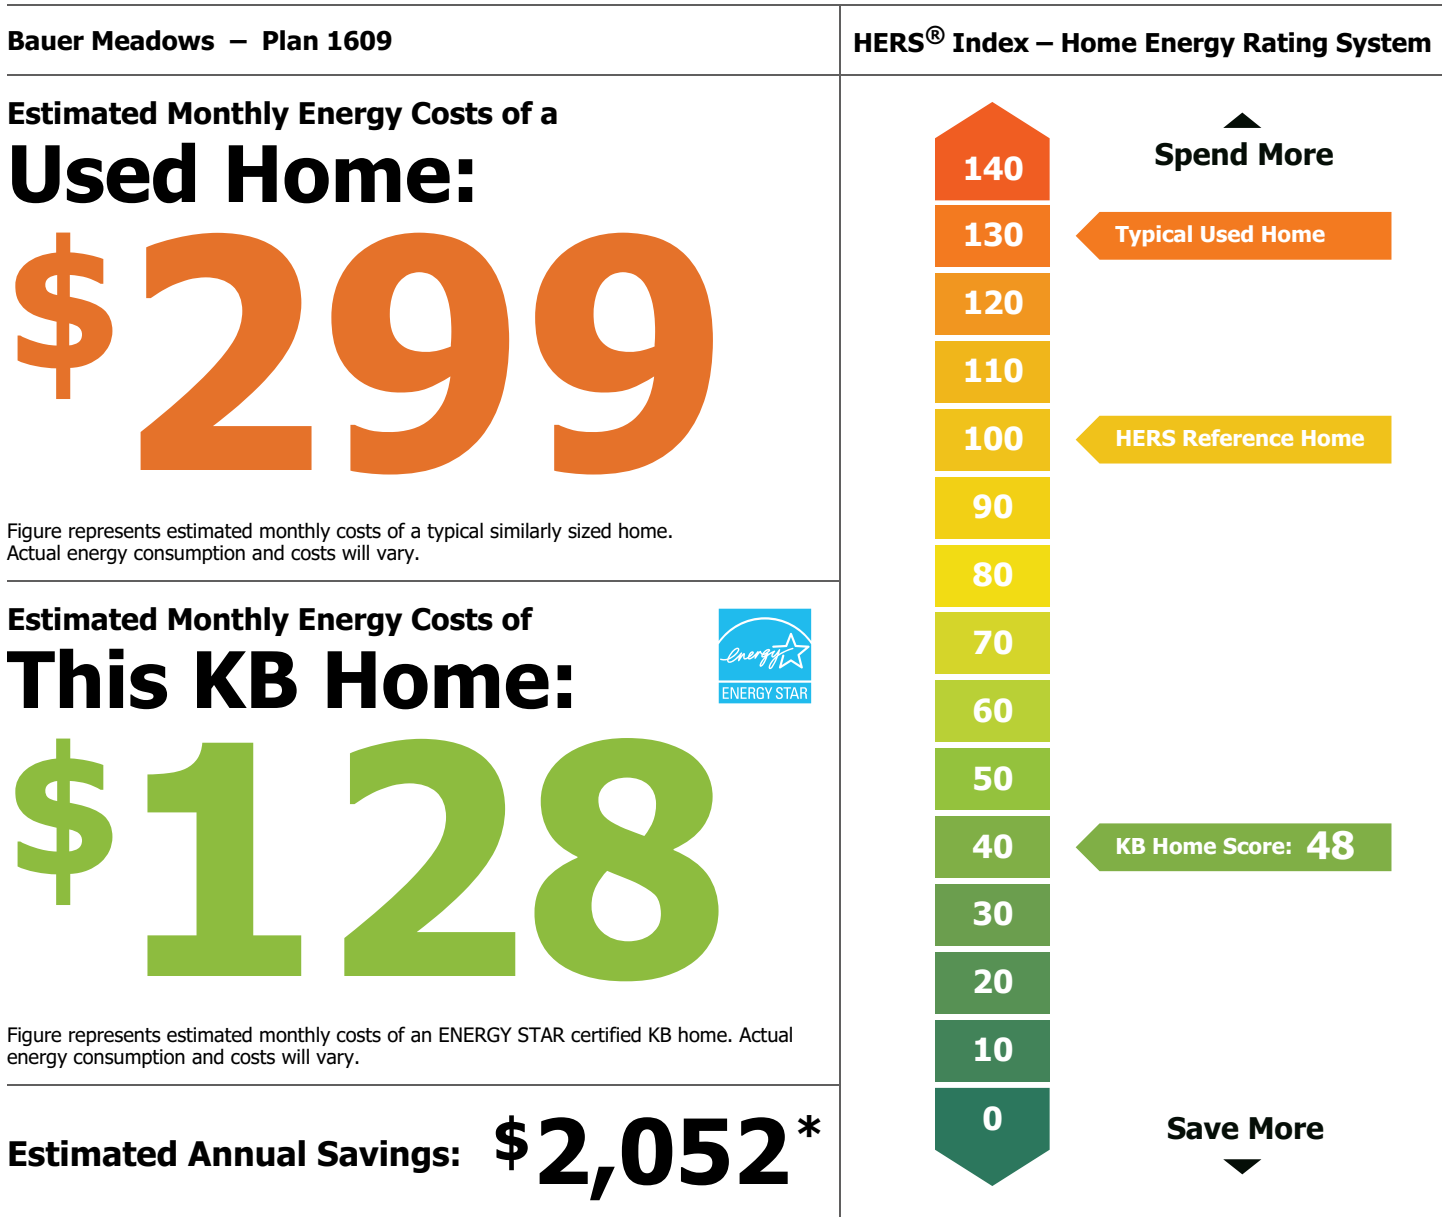 Bauer Meadows – Plan 1609
Estimated Monthly Energy Costs of a
Used Home:
$299
Figure represents estimated monthly costs of a typical similarly sized home.
Actual energy consumption and costs will vary.
Estimated Monthly Energy Costs of
This KB Home:
energy
ENERGY STAR
$128
Figure represents estimated monthly costs of an ENERGY STAR certified KB home. Actual
energy consumption and costs will vary.
Estimated Annual Savings: $2,052*
HERS® Index – Home Energy Rating System
Spend More
140
130 Typical Used Home
120
110
100 HERS Reference Home
90
80
70
60
50
40 KB Home Score: 48
30
20
10
0
Save More